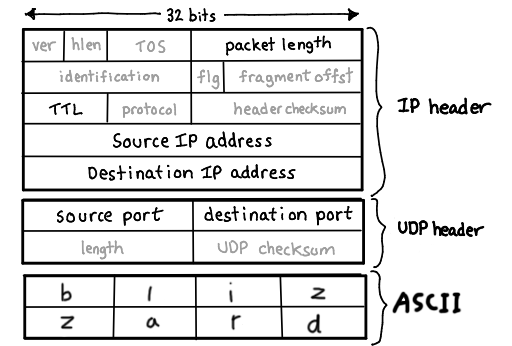 32 bits
ver hlen TOS packet length
identification flg fragment offst
TTL protocol header checksum
Source IP address
Destination IP address
IP header
source port destination port
length UDP checksum
UDP header
b l i z
z a r d
ASCII